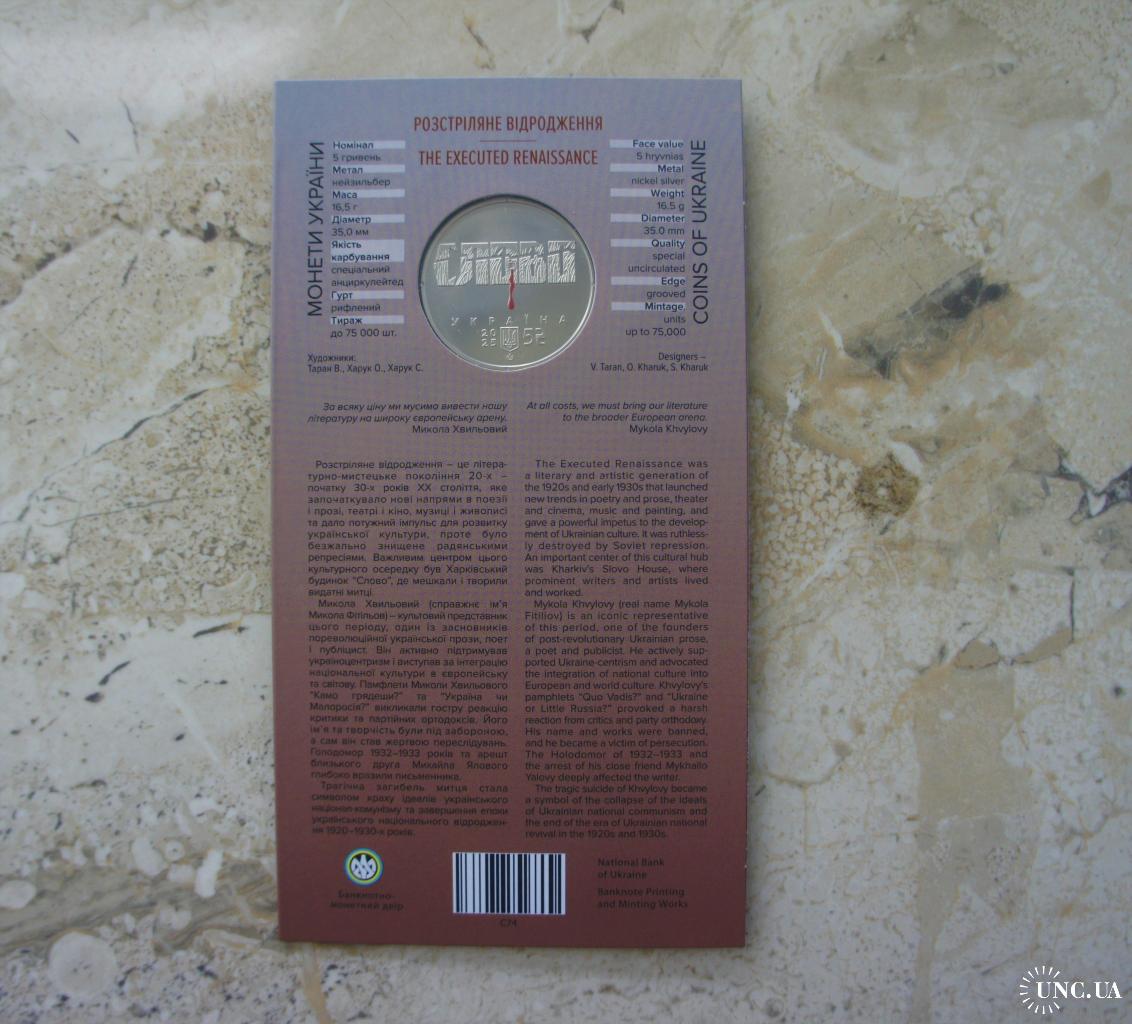 РОЗСТРІЛЯНЕ ВІДРОДЖЕННЯ
THE EXECUTED RENAISSANCE
МОНЕТИ УКРАЇНИ
Номінал
5 гривень
Метал
нейзильбер
Маса
16,5 г
Діаметр
35,0 мм
Якість
карбування
спеціальний
анциркулейтед
Гурт
рифлений
Тираж
до 75 000 шт.
Художники:
Таран В., Харук О., Харук С.
Face value
5 hryvnias
Metal
nickel silver
Weight
16.5 g
Diameter
35.0 mm
Quality
special
uncirculated
Edge
grooved
Mintage,
units
up to 75,000
COINS OF UKRAINE
Designers –
V. Taran, O. Kharuk, S. Kharuk
УКРАЇНА
20
25
За всяку ціну ми мусимо вивести нашу
літературу на широку європейську арену.
Микола Хвильовий
At all costs, we must bring our literature
to the broader European arena.
Mykola Khvylovy
Розстріляне відродження – це літера-
турно-мистецьке покоління 20-х –
початку 30-х років XX століття, яке
започаткувало нові напрями в поезії
і прозі, театрі і кіно, музиці і живописі
та дало потужний імпульс для розвитку
української культури, проте було
безжально знищене радянськими
репресіями. Важливим центром цього
культурного осередку був Харківський
будинок “Слово”, де мешкали і творили
видатні митці.
Микола Хвильовий (справжнє ім’я
Микола Фітільов) – культовий представник
цього періоду, один із засновників
пореволюційної української прози, поет
і публіцист. Він активно підтримував
україноцентризм і виступав за інтеграцію
національної культури в європейську
та світову. Памфлети Миколи Хвильового
“Камо грядеши?” та “Україна чи
Малоросія?” викликали гостру реакцію
критики та партійних ортодоксів. Його
ім’я та творчість були під забороною,
а сам він став жертвою переслідувань.
Голодомор 1932–1933 років та арешт
близького друга Михайла Ялового
глибоко вразили письменника.
Трагічна загибель митця стала
символом краху ідеалів українського
націонал-комунізму та завершення епохи
українського національного відроджен-
ня 1920–1930-х років.
The Executed Renaissance was
a literary and artistic generation of
the 1920s and early 1930s that launched
new trends in poetry and prose, theater
and cinema, music and painting, and
gave a powerful impetus to the develop-
ment of Ukrainian culture. It was ruthless-
ly destroyed by Soviet repression.
An important center of this cultural hub
was Kharkiv’s Slovo House, where
prominent writers and artists lived
and worked.
Mykola Khvylovy (real name Mykola
Fitiliov) is an iconic representative
of this period, one of the founders
of post-revolutionary Ukrainian prose,
a poet and publicist. He actively sup-
ported Ukraine-centrism and advocated
the integration of national culture into
European and world culture. Khvylovy’s
pamphlets “Quo Vadis?” and “Ukraine
or Little Russia?” provoked a harsh
reaction from critics and party orthodoxy.
His name and works were banned,
and he became a victim of persecution.
The Holodomor of 1932–1933 and
the arrest of his close friend Mykhailo
Yalovy deeply affected the writer.
The tragic suicide of Khvylovy became
a symbol of the collapse of the ideals
of Ukrainian national communism and
the end of the era of Ukrainian national
revival in the 1920s and 1930s.
Банкнотно-
монетний двір
C74
National Bank
of Ukraine
Banknote Printing
and Minting Works
UNC.UA